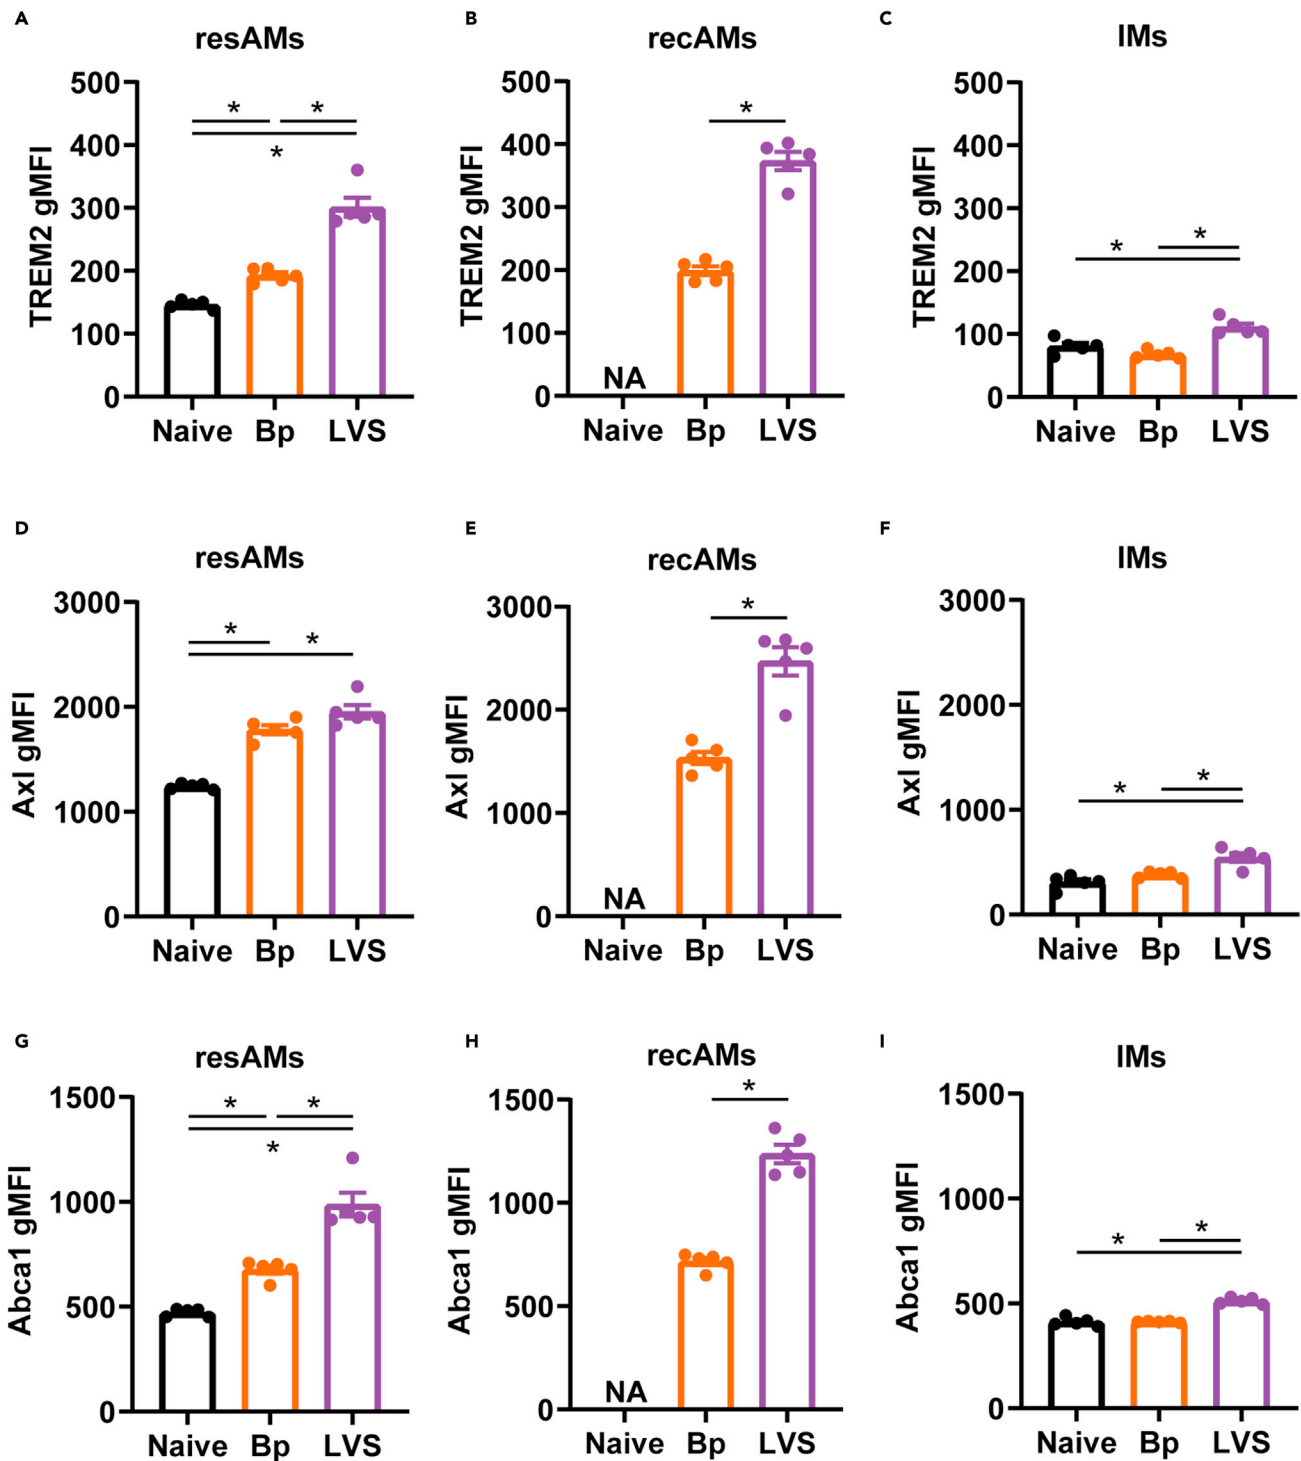 A
resAMs
TREM2 gMFI
500
400
300
200
100
0
* *
*
Naive Bp LVS
B
recAMs
TREM2 gMFI
500
400
300
200
100
0
*
NA
Naive Bp LVS
C
IMs
TREM2 gMFI
500
400
300
200
100
0
* *
Naive Bp LVS
D
resAMs
Axl gMFI
3000
2000
1000
0
* *
Naive Bp LVS
E
recAMs
Axl gMFI
3000
2000
1000
0
*
NA
Naive Bp LVS
F
IMs
Axl gMFI
3000
2000
1000
0
* *
Naive Bp LVS
G
resAMs
Abca1 gMFI
1500
1000
500
0
* *
*
Naive Bp LVS
H
recAMs
Abca1 gMFI
1500
1000
500
0
*
NA
Naive Bp LVS
I
IMs
Abca1 gMFI
1500
1000
500
0
* *
Naive Bp LVS